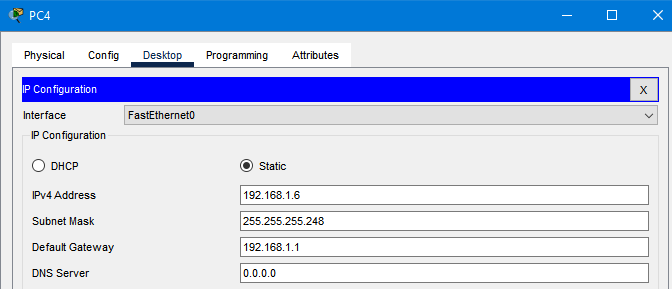 PC4
Physical Config Desktop Programming Attributes
IP Configuration X
Interface FastEthernet0
IP Configuration
DHCP Static
IPv4 Address 192.168.1.6
Subnet Mask 255.255.255.248
Default Gateway 192.168.1.1
DNS Server 0.0.0.0